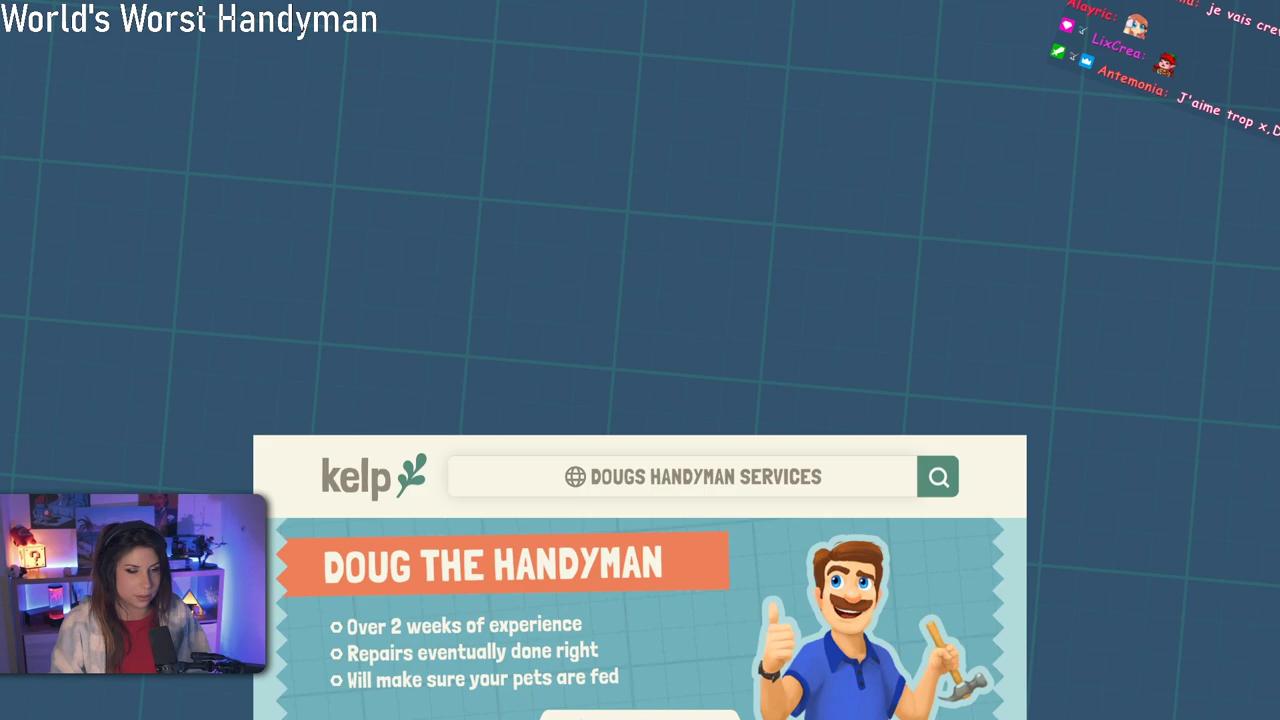 World's Worst Handyman
je vais
Alayric:
LixCrea:
Antemonia: J'aime trop x,D
kelp
DOUGS HANDYMAN SERVICES
DOUG THE HANDYMAN
Over 2 weeks of experience
Repairs eventually done right
Will make sure your pets are fed